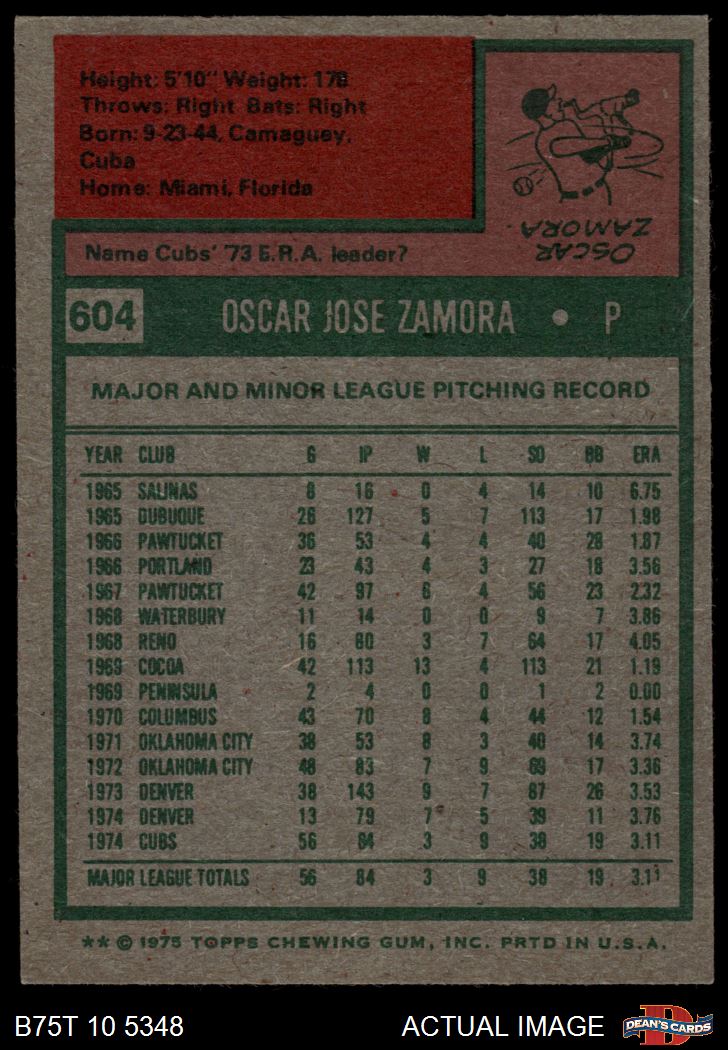 Height: 5'10" Weight: 178
Throws: Right Bats: Right
Born: 9-23-44, Camaguey,
Cuba
Home: Miami, Florida
OSCAR
ZAMORA
Name Cubs' '73 E.R.A. leader?
604 OSCAR JOSE ZAMORA • P
MAJOR AND MINOR LEAGUE PITCHING RECORD
YEAR CLUB G IP W L SO BB ERA
1965 SALINAS 8 16 0 4 14 10 6.75
1965 DUBUQUE 26 127 5 7 113 17 1.98
1966 PAWTUCKET 36 53 4 4 40 28 1.87
1966 PORTLAND 23 43 4 3 27 18 3.56
1967 PAWTUCKET 42 97 6 4 56 23 2.32
1968 WATERBURY 11 14 0 0 9 7 3.86
1968 RENO 16 80 3 7 64 17 4.05
1969 COCOA 42 113 13 4 113 21 1.19
1969 PENINSULA 2 4 0 0 1 2 0.00
1970 COLUMBUS 43 70 8 4 44 12 1.54
1971 OKLAHOMA CITY 38 53 8 3 40 14 3.74
1972 OKLAHOMA CITY 48 83 7 9 69 17 3.36
1973 DENVER 38 143 9 7 87 26 3.53
1974 DENVER 13 79 7 5 39 11 3.76
1974 CUBS 56 84 3 9 38 19 3.11
MAJOR LEAGUE TOTALS 56 84 3 9 38 19 3.11
** © 1975 TOPPS CHEWING GUM, INC. PRTD IN U.S.A.
B75T 10 5348 ACTUAL IMAGE DEAN'S CARDS